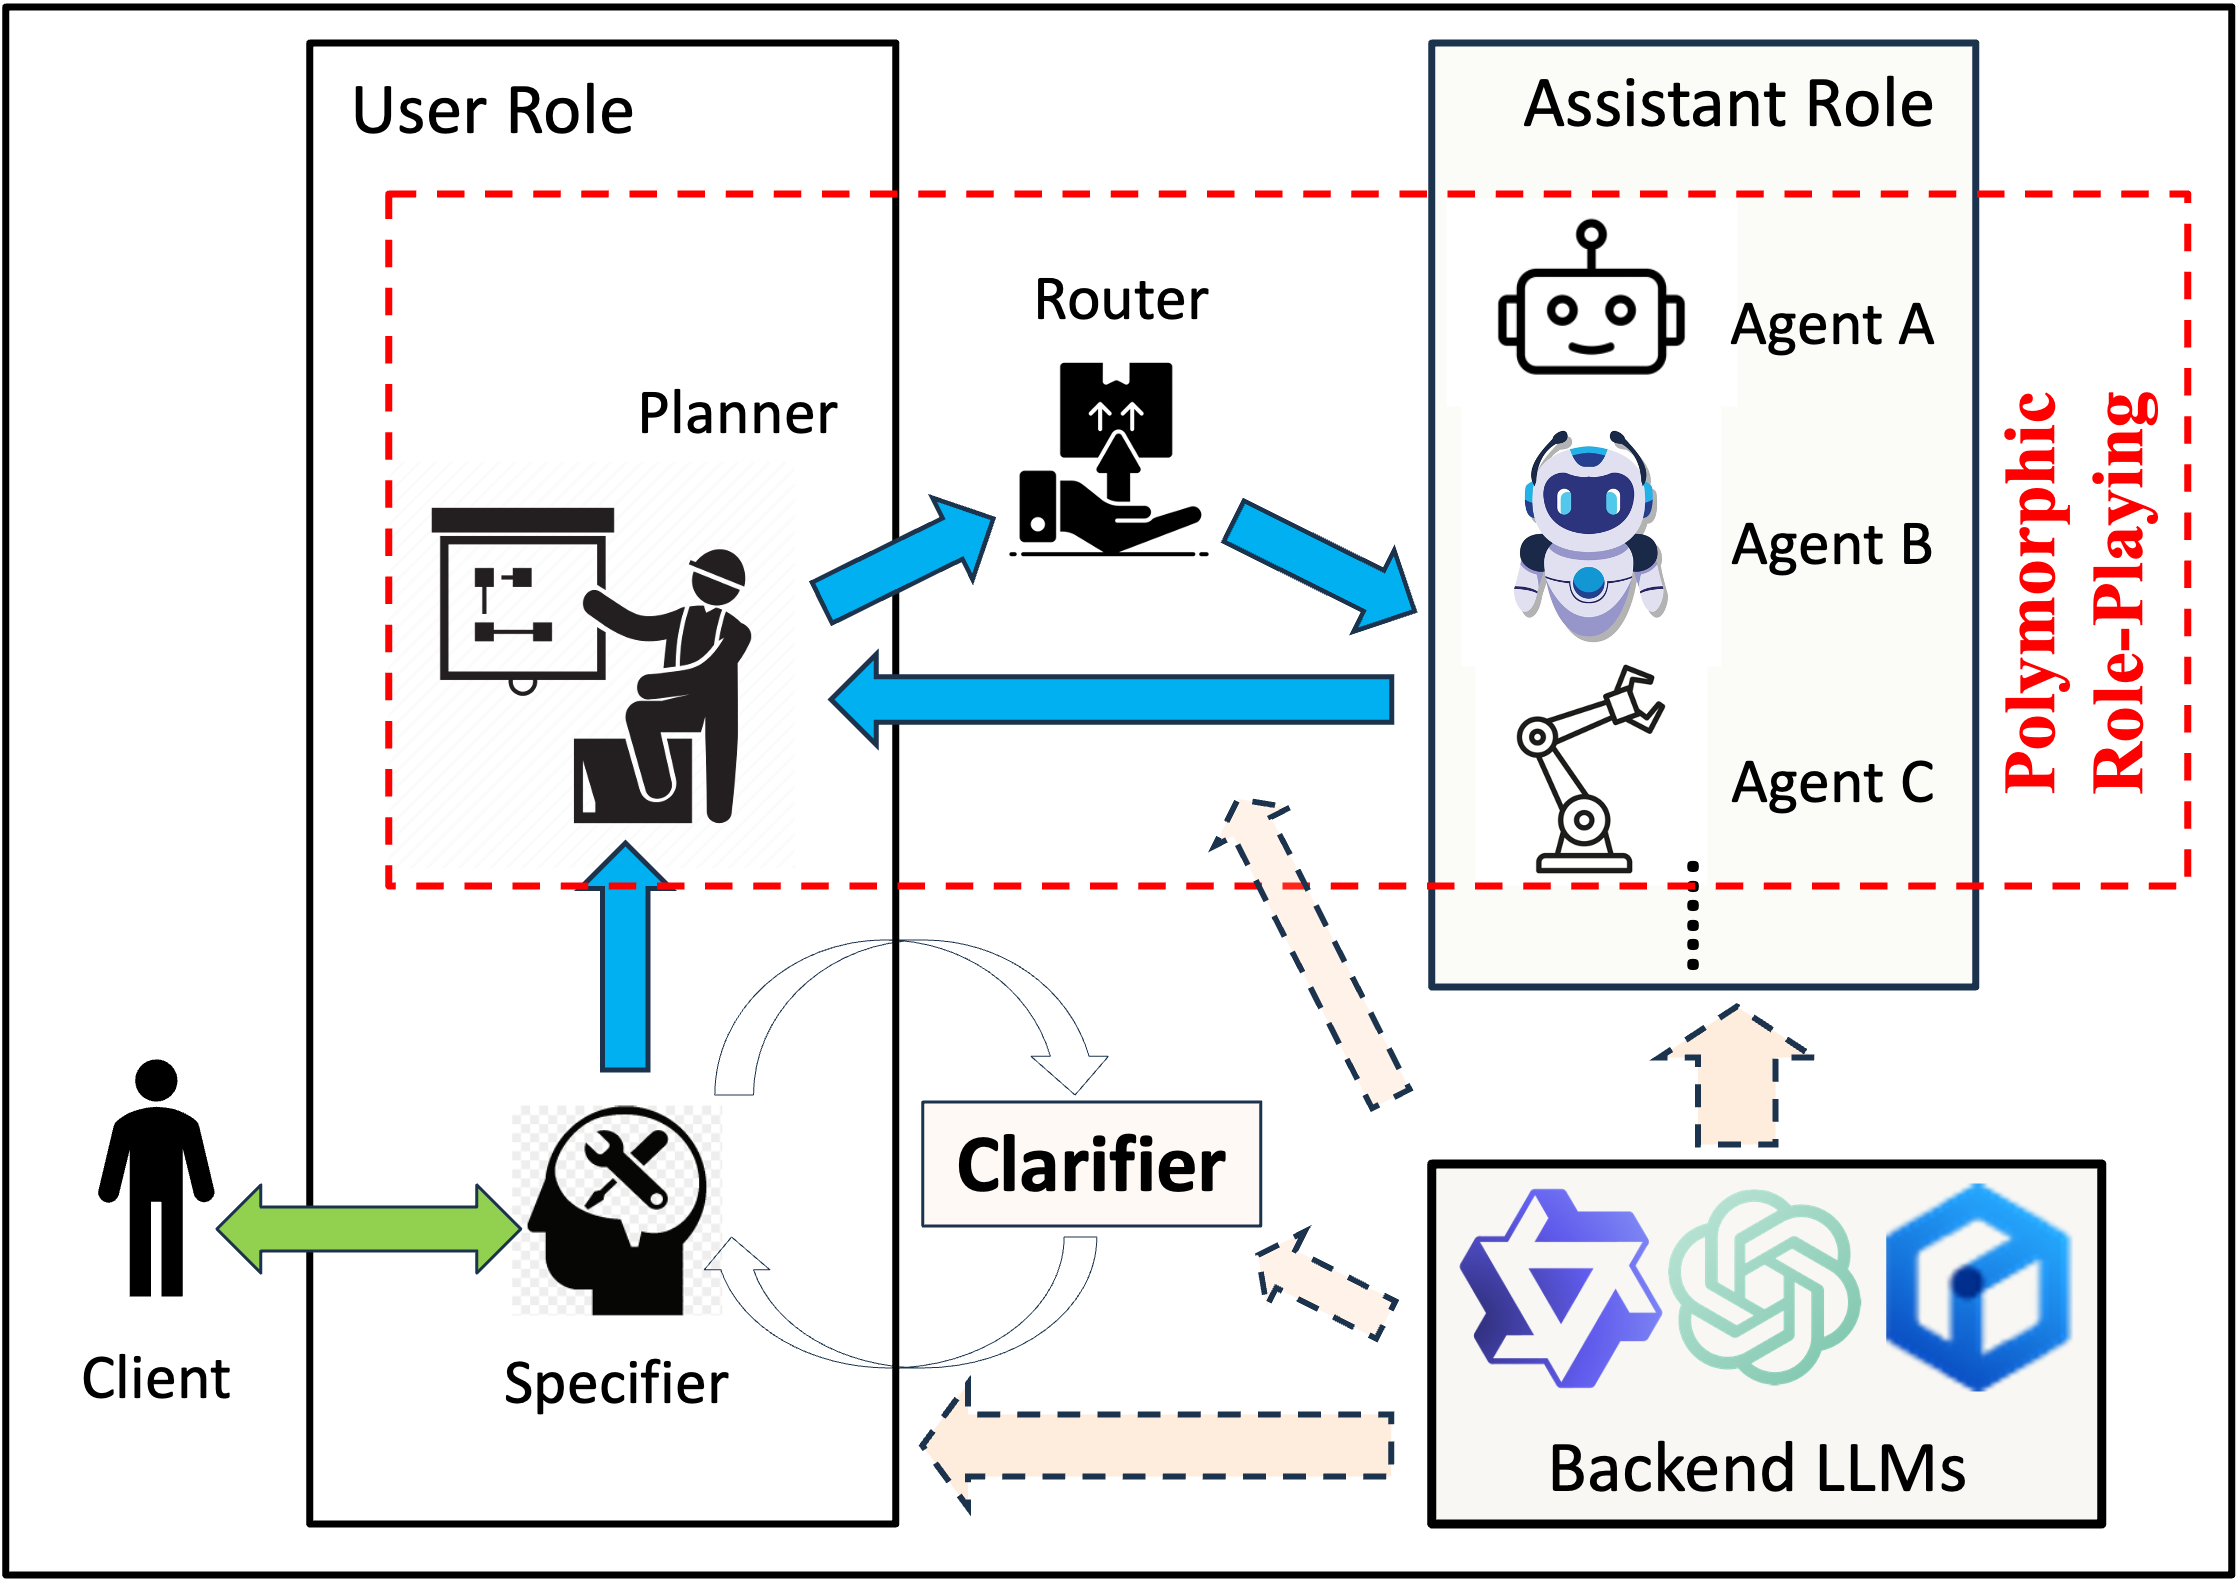 User Role
Assistant Role
Router
Agent A
Planner
Agent B
Agent C
Polymorphic
Role-Playing
Clarifier
Client
Specifier
Backend LLMs